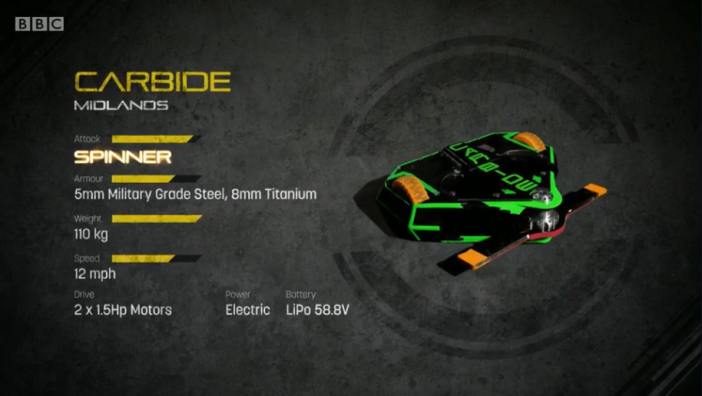 BBC
CARBIDE
MIDLANDS
Attack
SPINNER
Armour
5mm Military Grade Steel, 8mm Titanium
Weight
110 kg
Speed
12 mph
Drive
2 x 1.5Hp Motors
Power
Electric
Battery
LiPo 58.8V